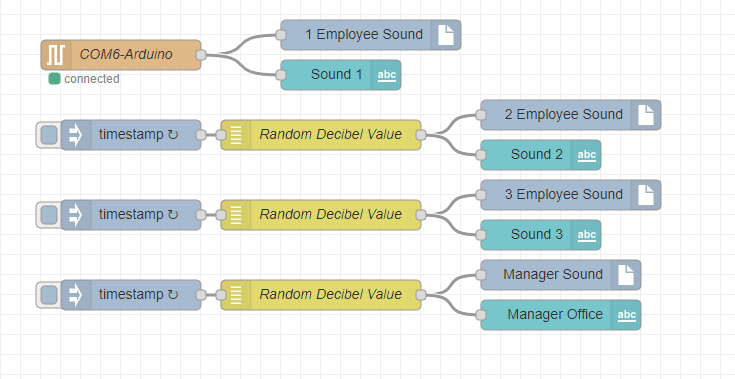 1 Employee Sound
COM6-Arduino
Sound 1 abc
connected
2 Employee Sound
timestamp ↻ Random Decibel Value
Sound 2 abc
3 Employee Sound
timestamp ↻ Random Decibel Value
Sound 3 abc
Manager Sound
timestamp ↻ Random Decibel Value
Manager Office abc